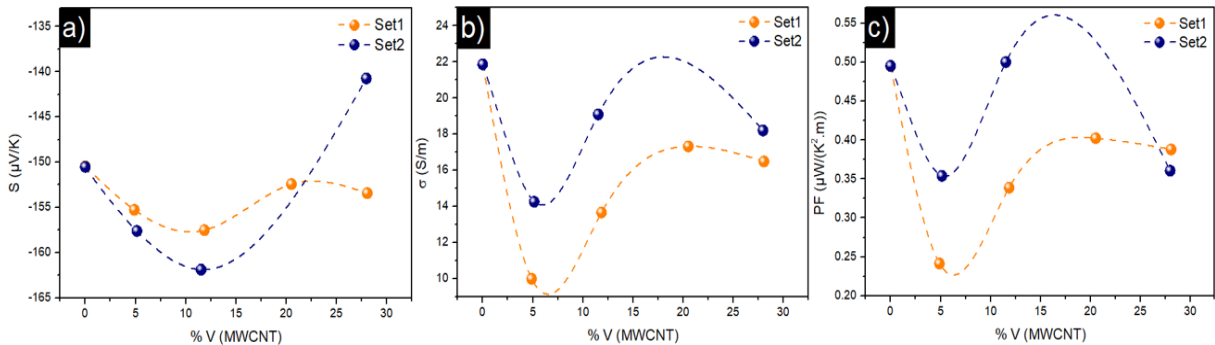 a)
Set1
Set2
-135
-140
-145
-150
-155
-160
-165
S (µV/K)
0 5 10 15 20 25 30
% V (MWCNT)
b)
Set1
Set2
24
22
20
18
16
14
12
10
σ (S/m)
0 5 10 15 20 25 30
% V (MWCNT)
c)
Set1
Set2
0.55
0.50
0.45
0.40
0.35
0.30
0.25
0.20
PF (µW/(K².m))
0 5 10 15 20 25 30
% V (MWCNT)